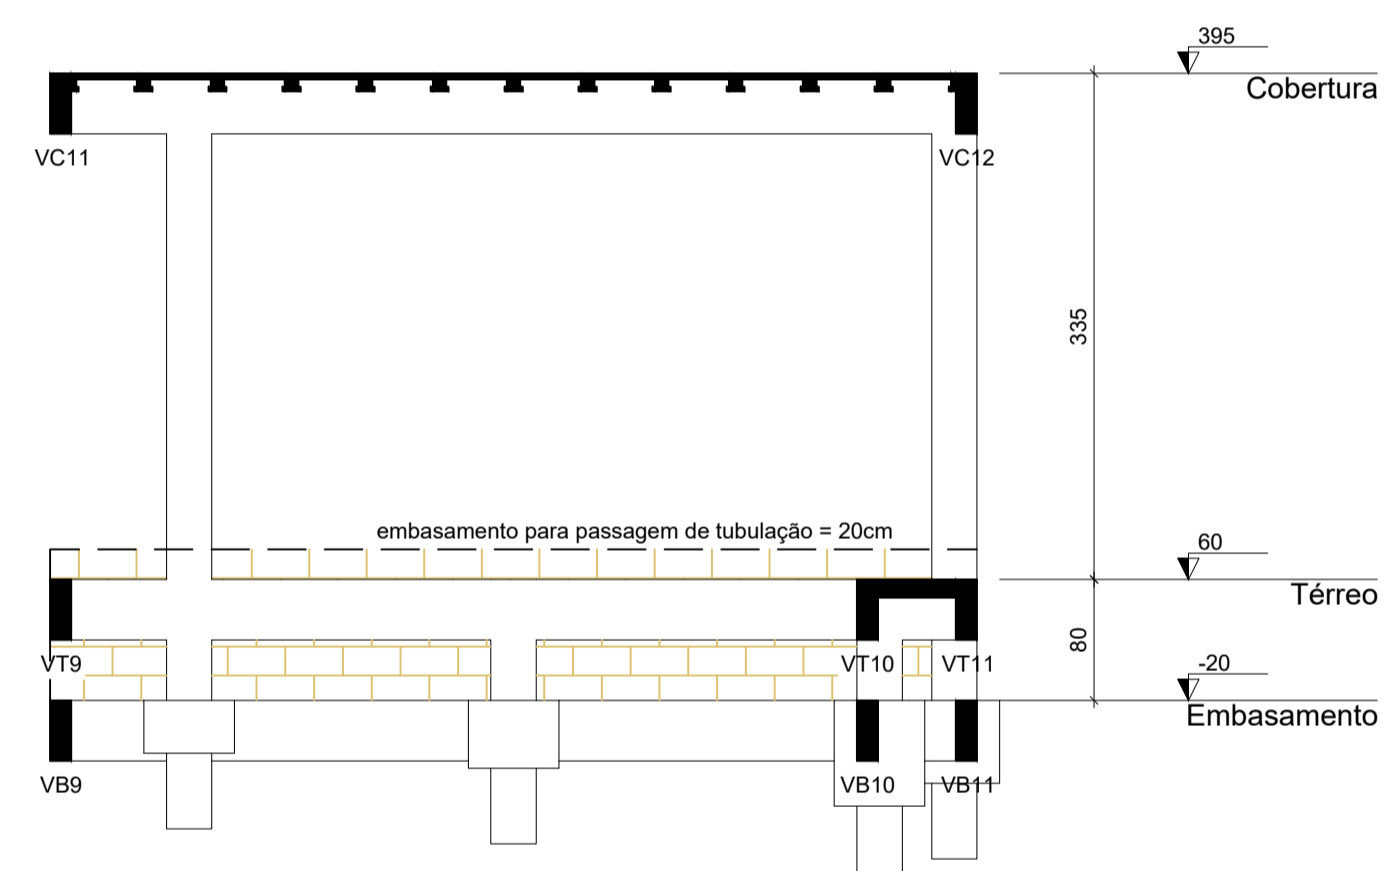 395
Cobertura
VC11
VC12
335
embasamento para passagem de tubulação = 20cm
60
Térreo
80
VT9
VT10
VT11
-20
Embasamento
VB9
VB10
VB11